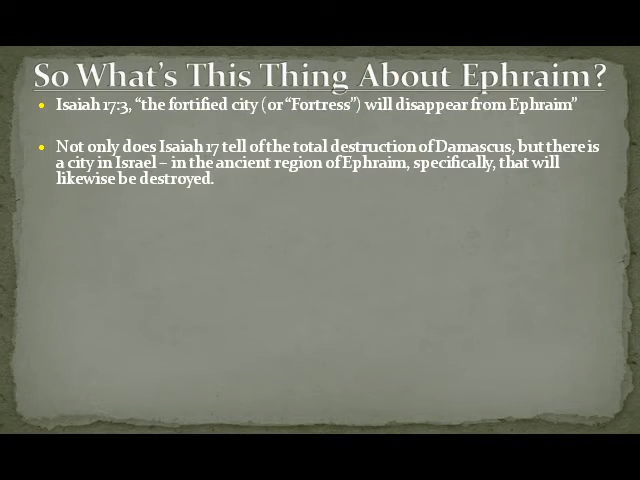 So What's This Thing About Ephraim?
• Isaiah 17:3, "the fortified city (or "Fortress") will disappear from Ephraim"
• Not only does Isaiah 17 tell of the total destruction of Damascus, but there is
a city in Israel – in the ancient region of Ephraim, specifically, that will
likewise be destroyed.